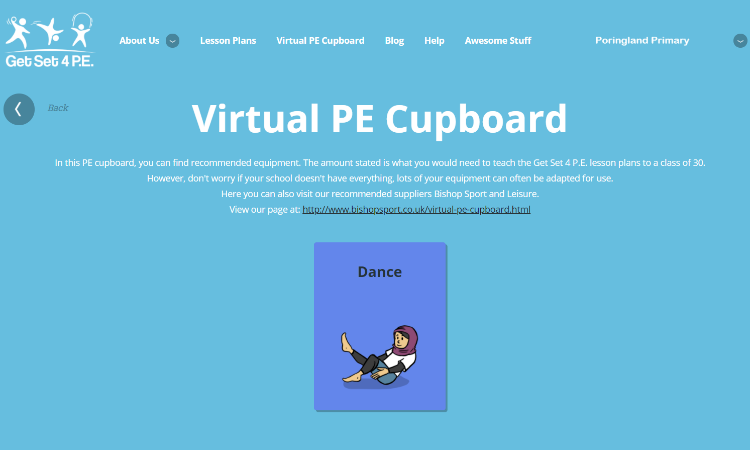 Get Set 4 P.E.
About Us Lesson Plans Virtual PE Cupboard Blog Help Awesome Stuff Poringland Primary
Back
Virtual PE Cupboard
In this PE cupboard, you can find recommended equipment. The amount stated is what you would need to teach the Get Set 4 P.E. lesson plans to a class of 30.
However, don't worry if your school doesn't have everything, lots of your equipment can often be adapted for use.
Here you can also visit our recommended suppliers Bishop Sport and Leisure.
View our page at: http://www.bishopsport.co.uk/virtual-pe-cupboard.html
Dance